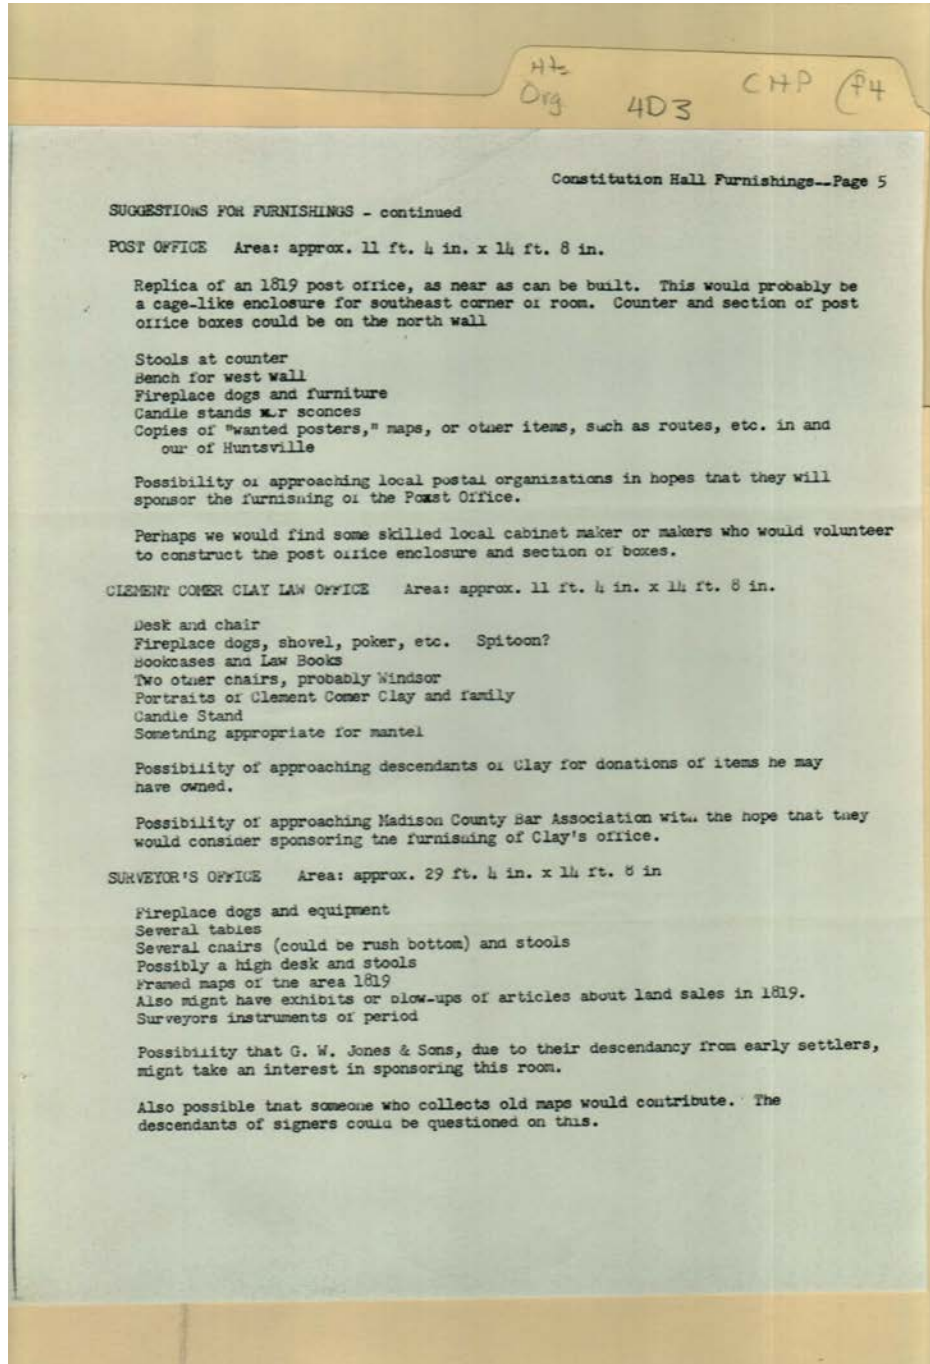 Hts
Org
4D3
CHP
P4
Constitution Hall Furnishings--Page 5
SUGGESTIONS FOR FURNISHINGS - continued
POST OFFICE Area: approx. 11 ft. 4 in. x 14 ft. 8 in.
Replica of an 1819 post office, as near as can be built. This would probably be
a cage-like enclosure for southeast corner of room. Counter and section of post
office boxes could be on the north wall
Stools at counter
Bench for west wall
Fireplace dogs and furniture
Candle stands or sconces
Copies of "wanted posters," maps, or other items, such as routes, etc. in and
our of Huntsville
Possibility of approaching local postal organizations in hopes that they will
sponsor the furnishing of the Post Office.
Perhaps we would find some skilled local cabinet maker or makers who would volunteer
to construct the post office enclosure and section of boxes.
CLEMENT COMER CLAY LAW OFFICE Area: approx. 11 ft. 4 in. x 14 ft. 8 in.
Desk and chair
Fireplace dogs, shovel, poker, etc. Spitoon?
Bookcases and Law Books
Two other chairs, probably Windsor
Portraits of Clement Comer Clay and family
Candle Stand
Something appropriate for mantel
Possibility of approaching descendants of Clay for donations of items he may
have owned.
Possibility of approaching Madison County Bar Association with the hope that they
would consider sponsoring the furnishing of Clay's office.
SURVEYOR'S OFFICE Area: approx. 29 ft. 4 in. x 14 ft. 8 in
Fireplace dogs and equipment
Several tables
Several chairs (could be rush bottom) and stools
Possibly a high desk and stools
Framed maps of the area 1819
Also might have exhibits or blow-ups of articles about land sales in 1819.
Surveyors instruments of period
Possibility that G. W. Jones & Sons, due to their descendancy from early settlers,
might take an interest in sponsoring this room.
Also possible that someone who collects old maps would contribute. The
descendants of signers could be questioned on this.